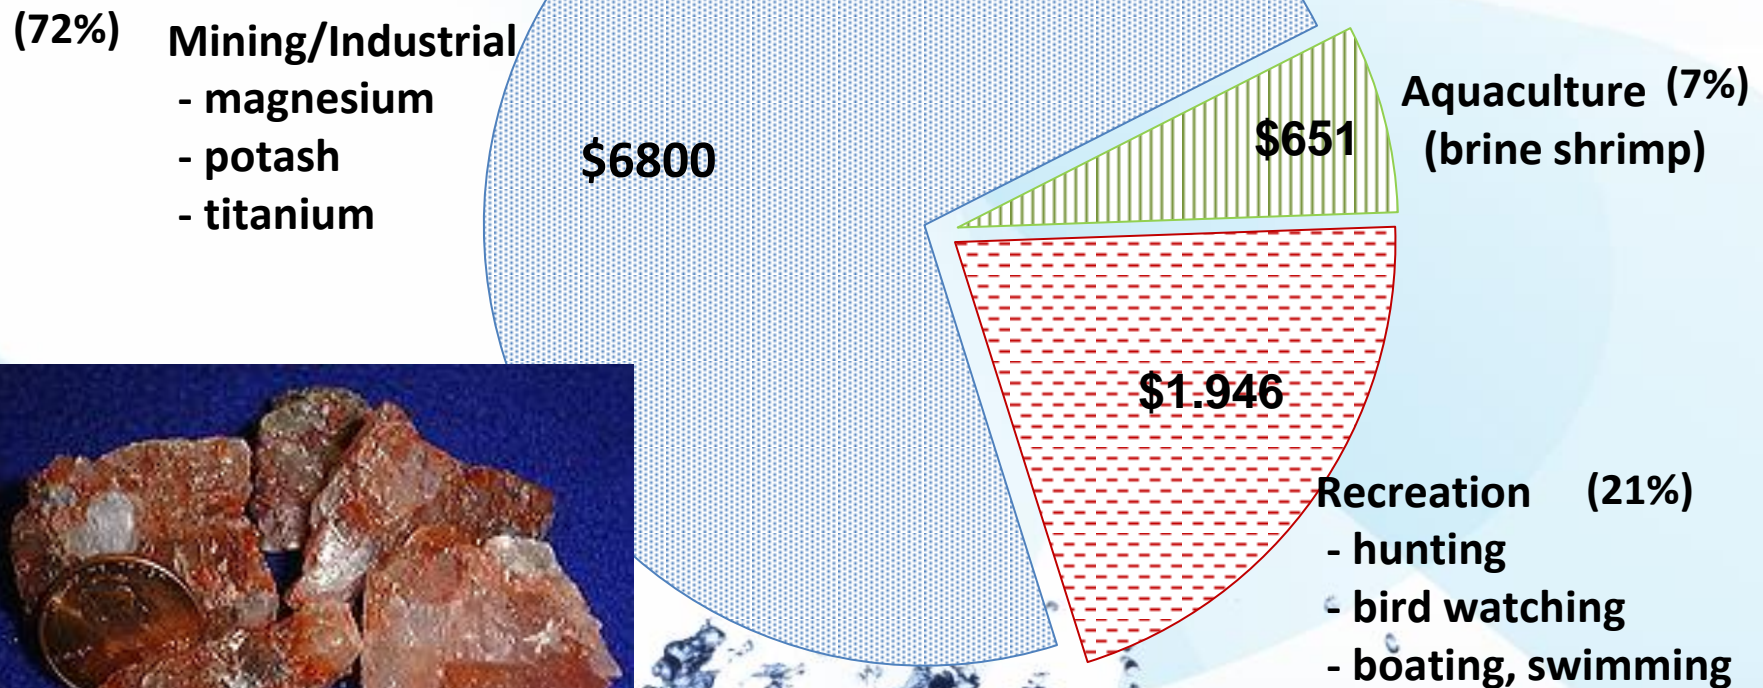 (72%) Mining/Industrial
- magnesium
- potash
- titanium
$6800
$651
Aquaculture (7%)
(brine shrimp)
$1.946
Recreation (21%)
- hunting
- bird watching
- boating, swimming